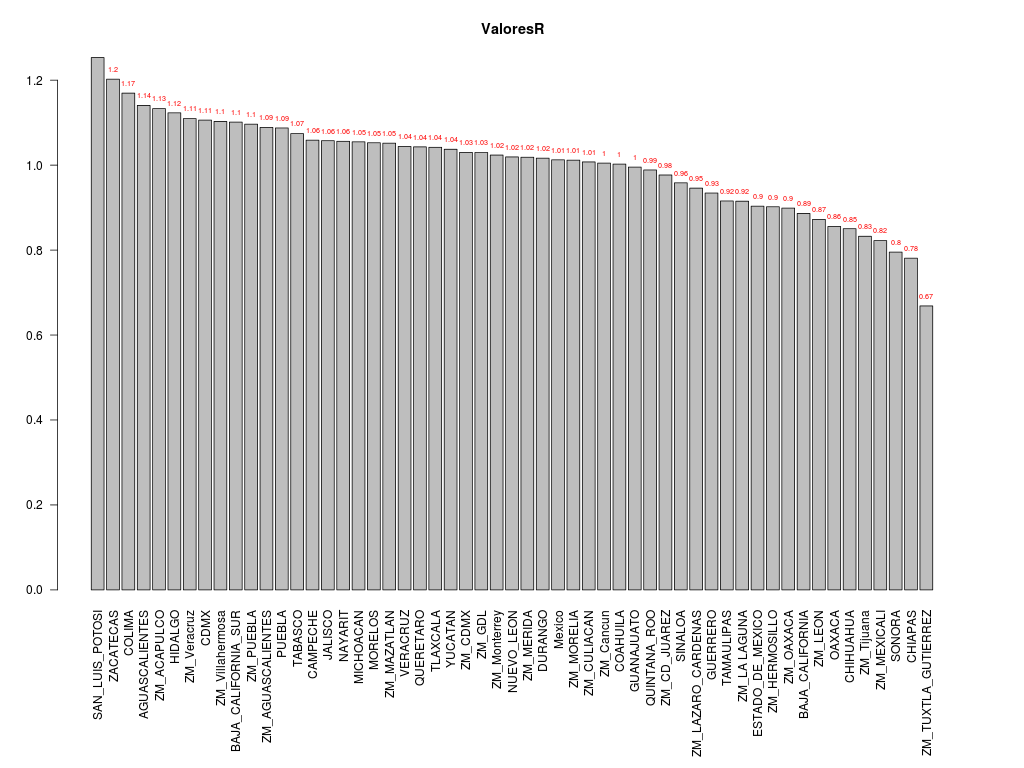 ValoresR
1.2
1.0
0.8
0.6
0.4
0.2
0.0
1.2
1.17
1.14
1.13
1.12
1.11
1.11
1.1
1.1
1.1
1.09
1.09
1.07
1.06
1.06
1.06
1.05
1.05
1.05
1.04
1.04
1.04
1.04
1.03
1.03
1.02
1.02
1.02
1.02
1.01
1.01
1.01
1
1
1
0.99
0.98
0.96
0.95
0.93
0.92
0.92
0.9
0.9
0.9
0.89
0.87
0.86
0.85
0.83
0.82
0.8
0.78
0.67
SAN_LUIS_POTOSI
ZACATECAS
COLIMA
AGUASCALIENTES
ZM_ACAPULCO
HIDALGO
ZM_Veracruz
CDMX
ZM_Villahermosa
BAJA_CALIFORNIA_SUR
ZM_PUEBLA
ZM_AGUASCALIENTES
PUEBLA
TABASCO
CAMPECHE
JALISCO
NAYARIT
MICHOACAN
MORELOS
ZM_MAZATLAN
VERACRUZ
QUERETARO
TLAXCALA
YUCATAN
ZM_CDMX
ZM_GDL
ZM_Monterrey
NUEVO_LEON
ZM_MERIDA
DURANGO
Mexico
ZM_MORELIA
ZM_CULIACAN
ZM_Cancun
COAHUILA
GUANAJUATO
QUINTANA_ROO
ZM_CD_JUAREZ
SINALOA
ZM_LAZARO_CARDENAS
GUERRERO
TAMAULIPAS
ZM_LA LAGUNA
ESTADO_DE_MEXICO
ZM_HERMOSILLO
ZM_OAXACA
BAJA_CALIFORNIA
ZM_LEON
OAXACA
CHIHUAHUA
ZM_Tijuana
ZM_MEXICALI
SONORA
CHIAPAS
ZM_TUXTLA_GUTIERREZ